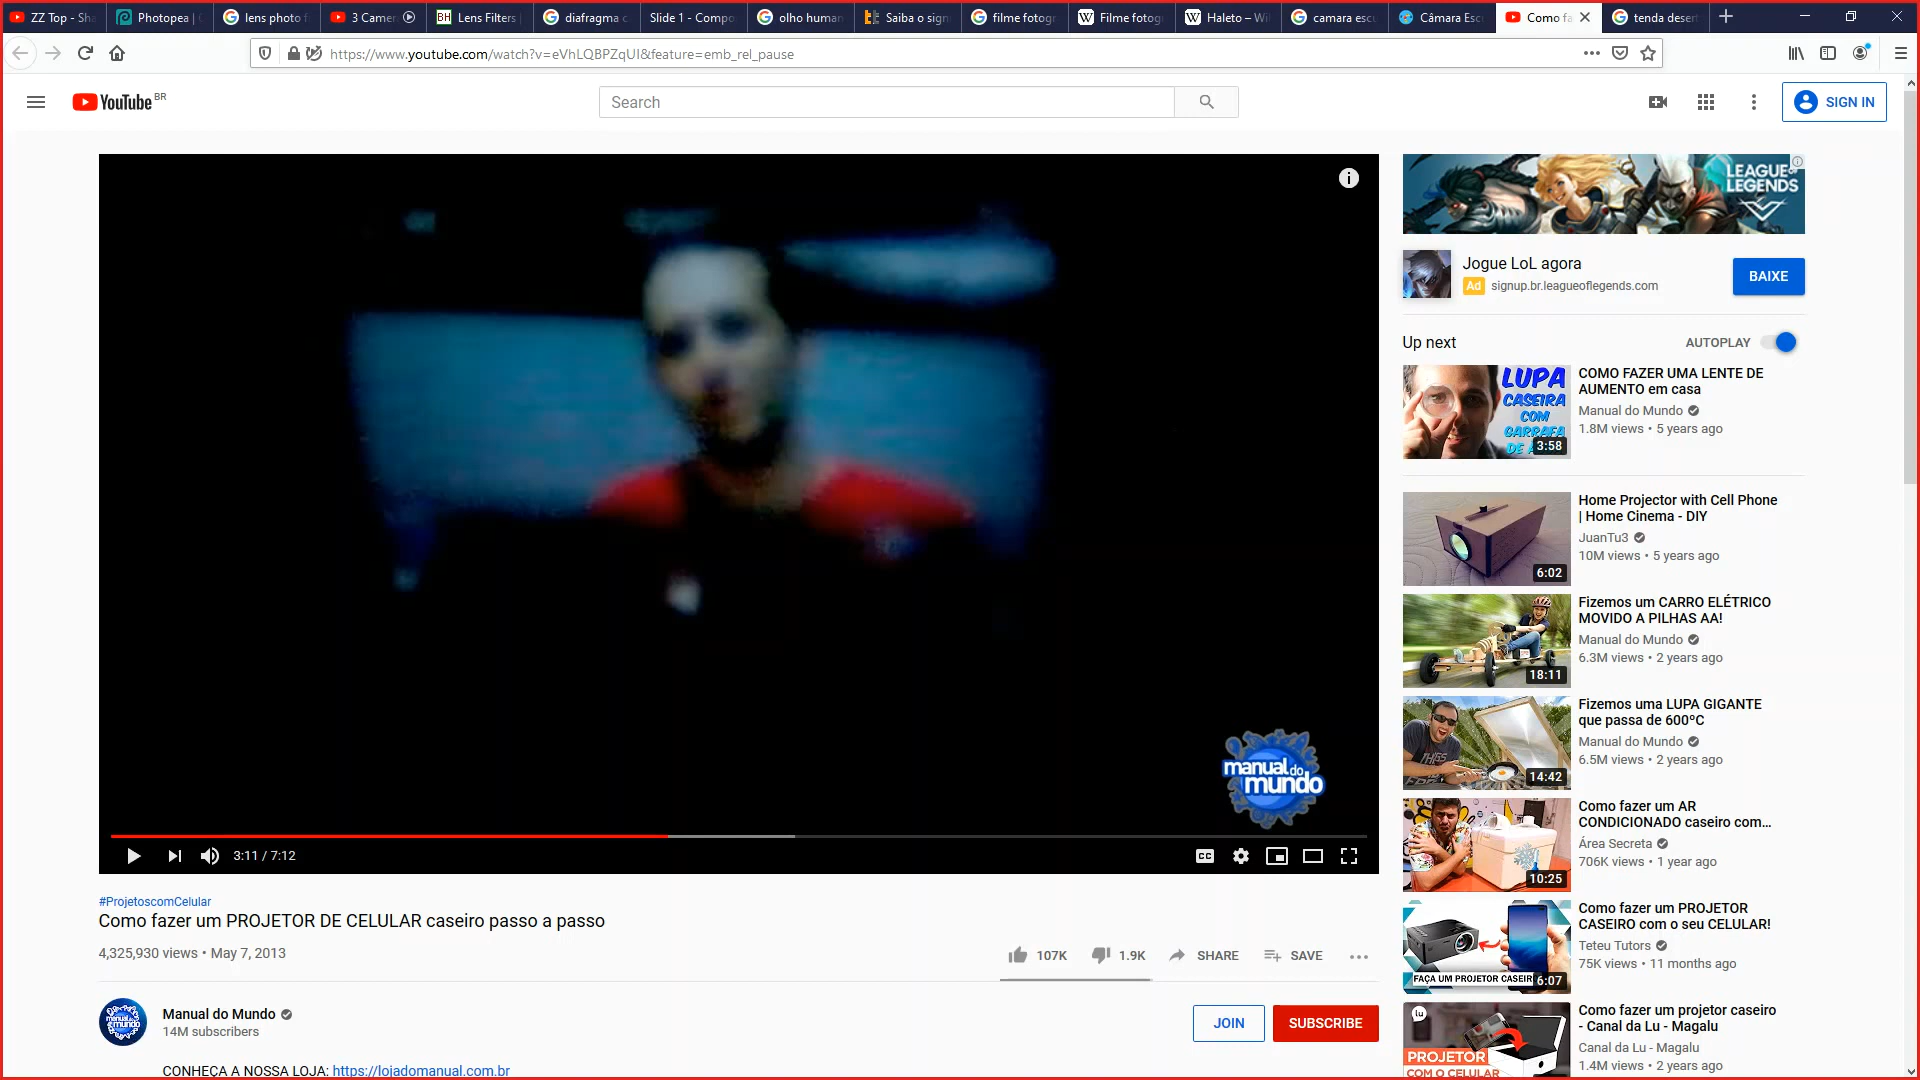 ZZ Top - Sha
Photopea |
lens photo f
3 Camer
Lens Filters
diafragma c
Slide 1 - Compo
olho human
Saiba o sign
filme fotogr
Filme fotog
Haleto – Wi
camara escu
Câmara Esc
Como fa
tenda desert
https://www.youtube.com/watch?v=eVhLQBPZqUI&feature=emb_rel_pause
YouTube BR
Search
SIGN IN
LEAGUE OF
LEGENDS
Jogue LoL agora
Ad signup.br.leagueoflegends.com
BAIXE
Up next
AUTOPLAY
LUPA
CASEIRA
COM
GARRAFA
DE
3:58
COMO FAZER UMA LENTE DE
AUMENTO em casa
Manual do Mundo
1.8M views • 5 years ago
6:02
Home Projector with Cell Phone
| Home Cinema - DIY
JuanTu3
10M views • 5 years ago
18:11
Fizemos um CARRO ELÉTRICO
MOVIDO A PILHAS AA!
Manual do Mundo
6.3M views • 2 years ago
14:42
Fizemos uma LUPA GIGANTE
que passa de 600ºC
Manual do Mundo
6.5M views • 2 years ago
10:25
Como fazer um AR
CONDICIONADO caseiro com...
Área Secreta
706K views • 1 year ago
FAÇA UM PROJETOR CASEIR
6:07
Como fazer um PROJETOR
CASEIRO com o seu CELULAR!
Teteu Tutors
75K views • 11 months ago
lu
PROJETOR
COM O CELULAR
Como fazer um projetor caseiro
- Canal da Lu - Magalu
Canal da Lu - Magalu
1.4M views • 2 years ago
manual do
mundo
3:11 / 7:12
CC
#ProjetoscomCelular
Como fazer um PROJETOR DE CELULAR caseiro passo a passo
4,325,930 views • May 7, 2013
107K
1.9K
SHARE
SAVE
manual do
mundo
Manual do Mundo
14M subscribers
JOIN
SUBSCRIBE
CONHEÇA A NOSSA LOJA: https://lojadomanual.com.br